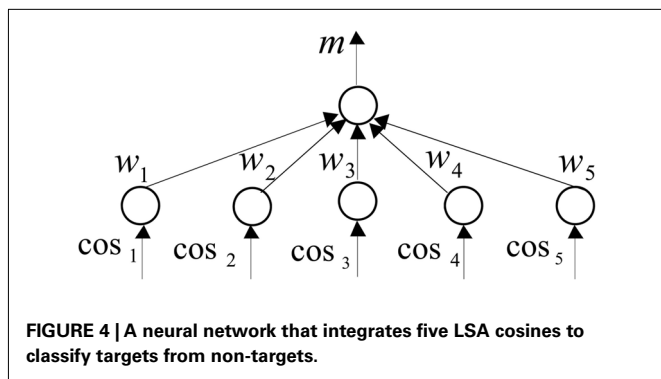 m
w1 w2 w3 w4 w5
cos 1 cos 2 cos 3 cos 4 cos 5
FIGURE 4 | A neural network that integrates five LSA cosines to
classify targets from non-targets.